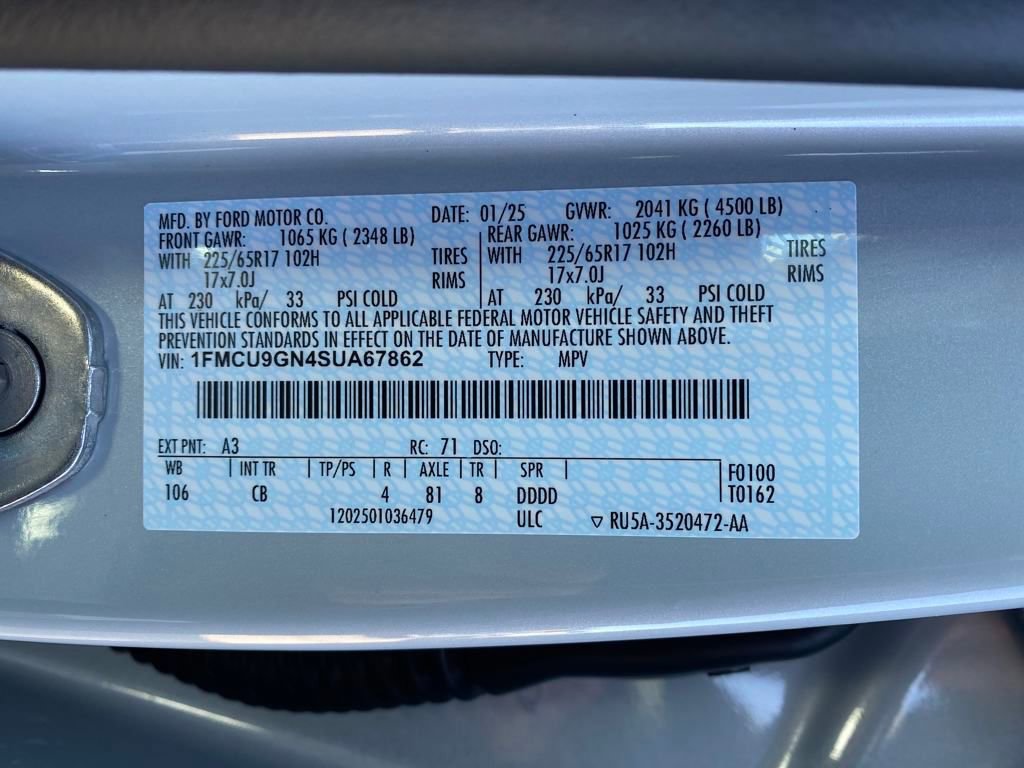 MFD. BY FORD MOTOR CO. DATE: 01/25 GVWR: 2041 KG ( 4500 LB)
FRONT GAWR: 1065 KG ( 2348 LB) REAR GAWR: 1025 KG ( 2260 LB)
WITH 225/65R17 102H TIRES WITH 225/65R17 102H TIRES
17x7.0J RIMS 17x7.0J RIMS
AT 230 kPa/ 33 PSI COLD AT 230 kPa/ 33 PSI COLD
THIS VEHICLE CONFORMS TO ALL APPLICABLE FEDERAL MOTOR VEHICLE SAFETY AND THEFT
PREVENTION STANDARDS IN EFFECT ON THE DATE OF MANUFACTURE SHOWN ABOVE.
VIN: 1FMCU9GN4SUA67862 TYPE: MPV
EXT PNT: A3 RC: 71 DSO:
WB INT TR TP/PS R AXLE TR SPR F0100
106 CB 4 81 8 DDDD T0162
1202501036479 ULC ▽ RU5A-3520472-AA